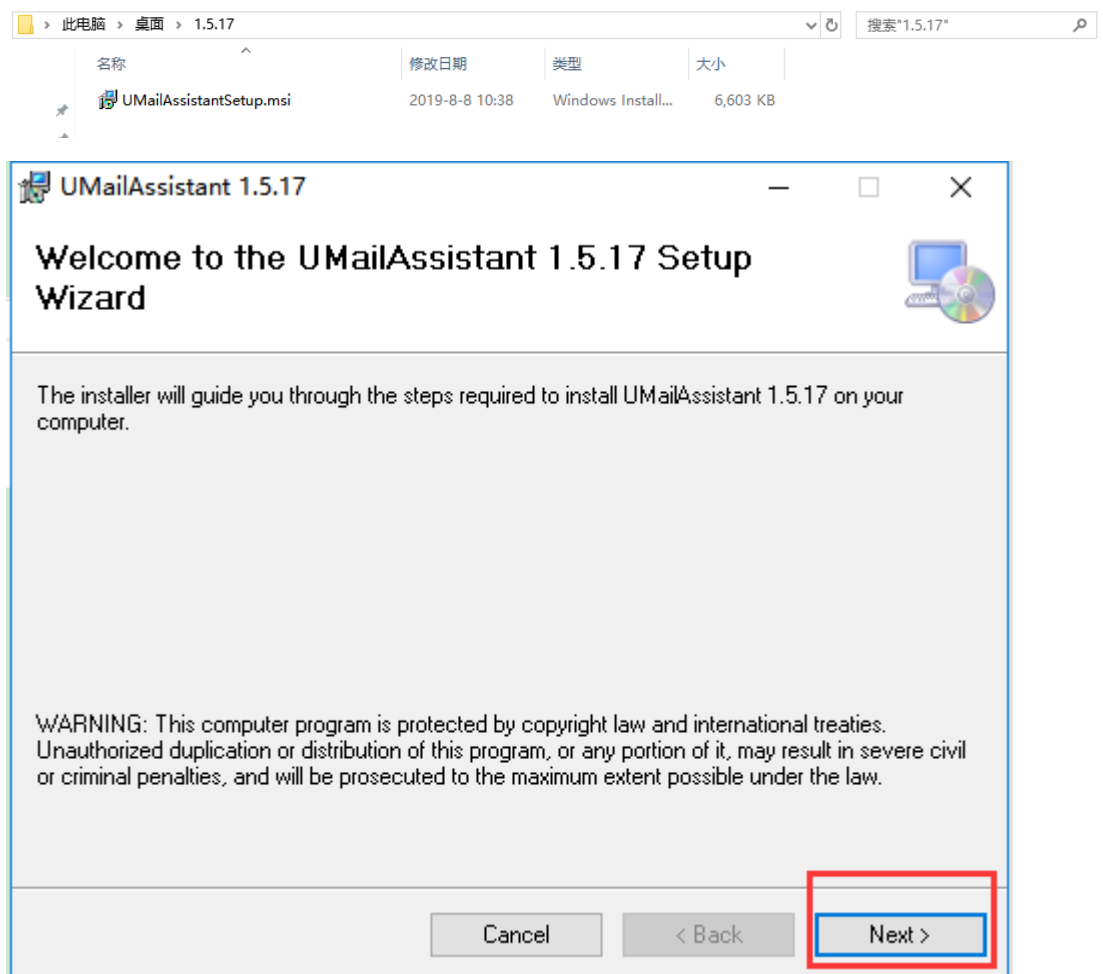 此电脑 › 桌面 › 1.5.17 搜索"1.5.17"
名称 修改日期 类型 大小
UMailAssistantSetup.msi 2019-8-8 10:38 Windows Install... 6,603 KB
UMailAssistant 1.5.17
Welcome to the UMailAssistant 1.5.17 Setup
Wizard
The installer will guide you through the steps required to install UMailAssistant 1.5.17 on your
computer.
WARNING: This computer program is protected by copyright law and international treaties.
Unauthorized duplication or distribution of this program, or any portion of it, may result in severe civil
or criminal penalties, and will be prosecuted to the maximum extent possible under the law.
Cancel < Back Next >